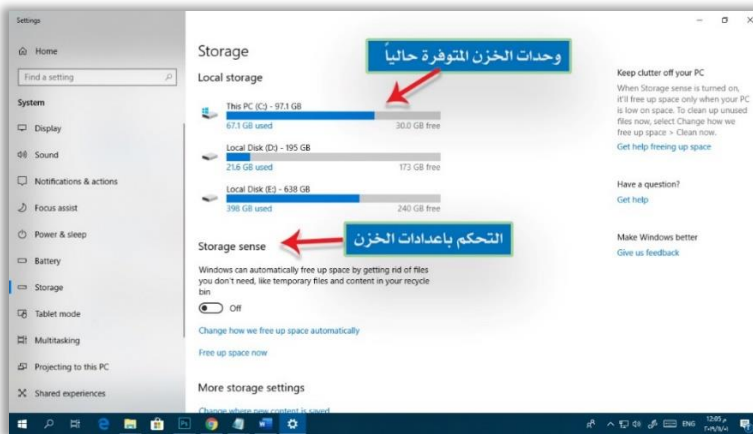 Settings
Home
Find a setting
System
Display
Sound
Notifications & actions
Focus assist
Power & sleep
Battery
Storage
Tablet mode
Multitasking
Projecting to this PC
Shared experiences
Storage
وحدات الخزن المتوفرة حالياً
Local storage
This PC (C:) - 97.1 GB
67.1 GB used 30.0 GB free
Local Disk (D:) - 195 GB
21.6 GB used 173 GB free
Local Disk (E:) - 638 GB
398 GB used 240 GB free
التحكم باعدادات الخزن
Storage sense
Windows can automatically free up space by getting rid of files
you don't need, like temporary files and content in your recycle
bin
Off
Change how we free up space automatically
Free up space now
More storage settings
Change where new content is saved
Keep clutter off your PC
When Storage sense is turned on,
it'll free up space only when your PC
is low on space. To clean up unused
files now, select Change how we
free up space > Clean now.
Get help freeing up space
Have a question?
Get help
Make Windows better
Give us feedback
ENG
12:05 م